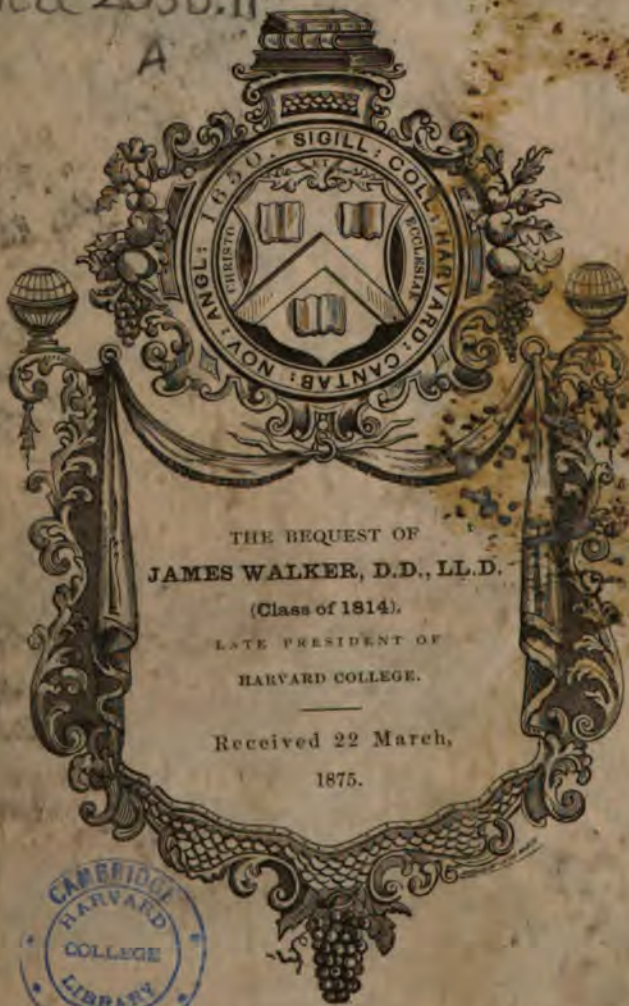 A
SIGILL: COLL: HARVARD: CANTAB: NOV: ANGL: 1650.
ET
CHRISTO
ECCLESIAE
THE BEQUEST OF
JAMES WALKER, D.D., LL.D.
(Class of 1814).
LATE PRESIDENT OF
HARVARD COLLEGE.
Received 22 March,
1875.
CAMBRIDGE
HARVARD
COLLEGE
LIBRARY